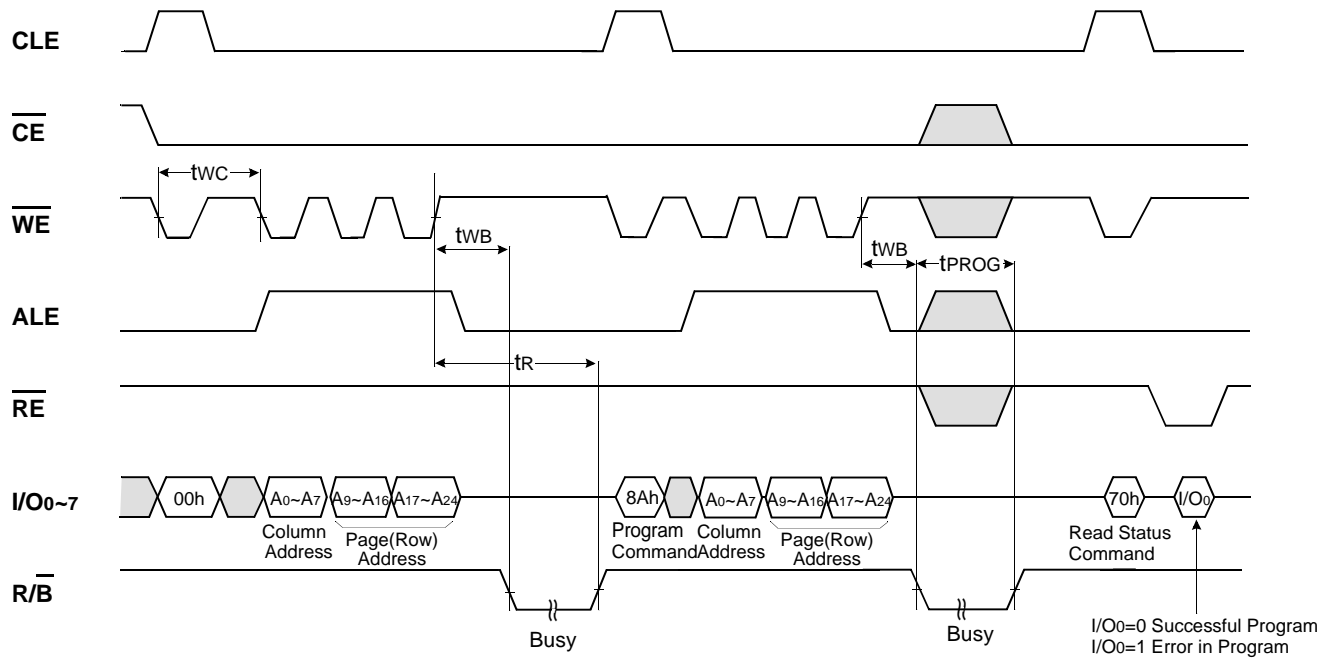 CLE
CE
tWC
WE
tWB
tWB
tPROG
ALE
tR
RE
I/O0~7
00h
A0~A7
A9~A16
A17~A24
8Ah
A0~A7
A9~A16
A17~A24
70h
I/O0
Column
Address
Page(Row)
Address
Program
Command
Column
Address
Page(Row)
Address
Read Status
Command
R/B
Busy
Busy
I/O0=0 Successful Program
I/O0=1 Error in Program